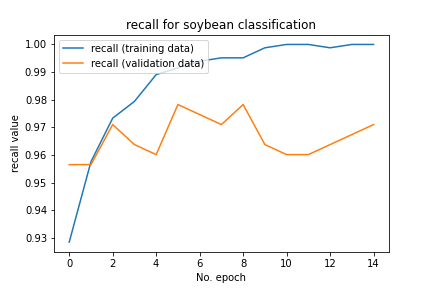 recall for soybean classification
recall (training data)
recall (validation data)
recall value
1.00
0.99
0.98
0.97
0.96
0.95
0.94
0.93
0 2 4 6 8 10 12 14
No. epoch